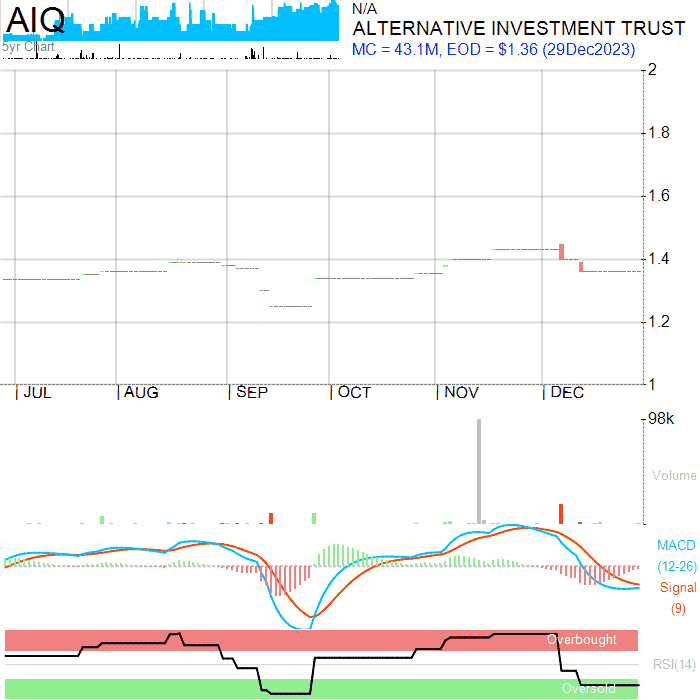 AIQ
5yr Chart
N/A
ALTERNATIVE INVESTMENT TRUST
MC = 43.1M, EOD = $1.36 (29Dec2023)
2
1.8
1.6
1.4
1.2
1
JUL AUG SEP OCT NOV DEC
98k
Volume
MACD
(12-26)
Signal
(9)
Overbought
RSI(14)
Oversold